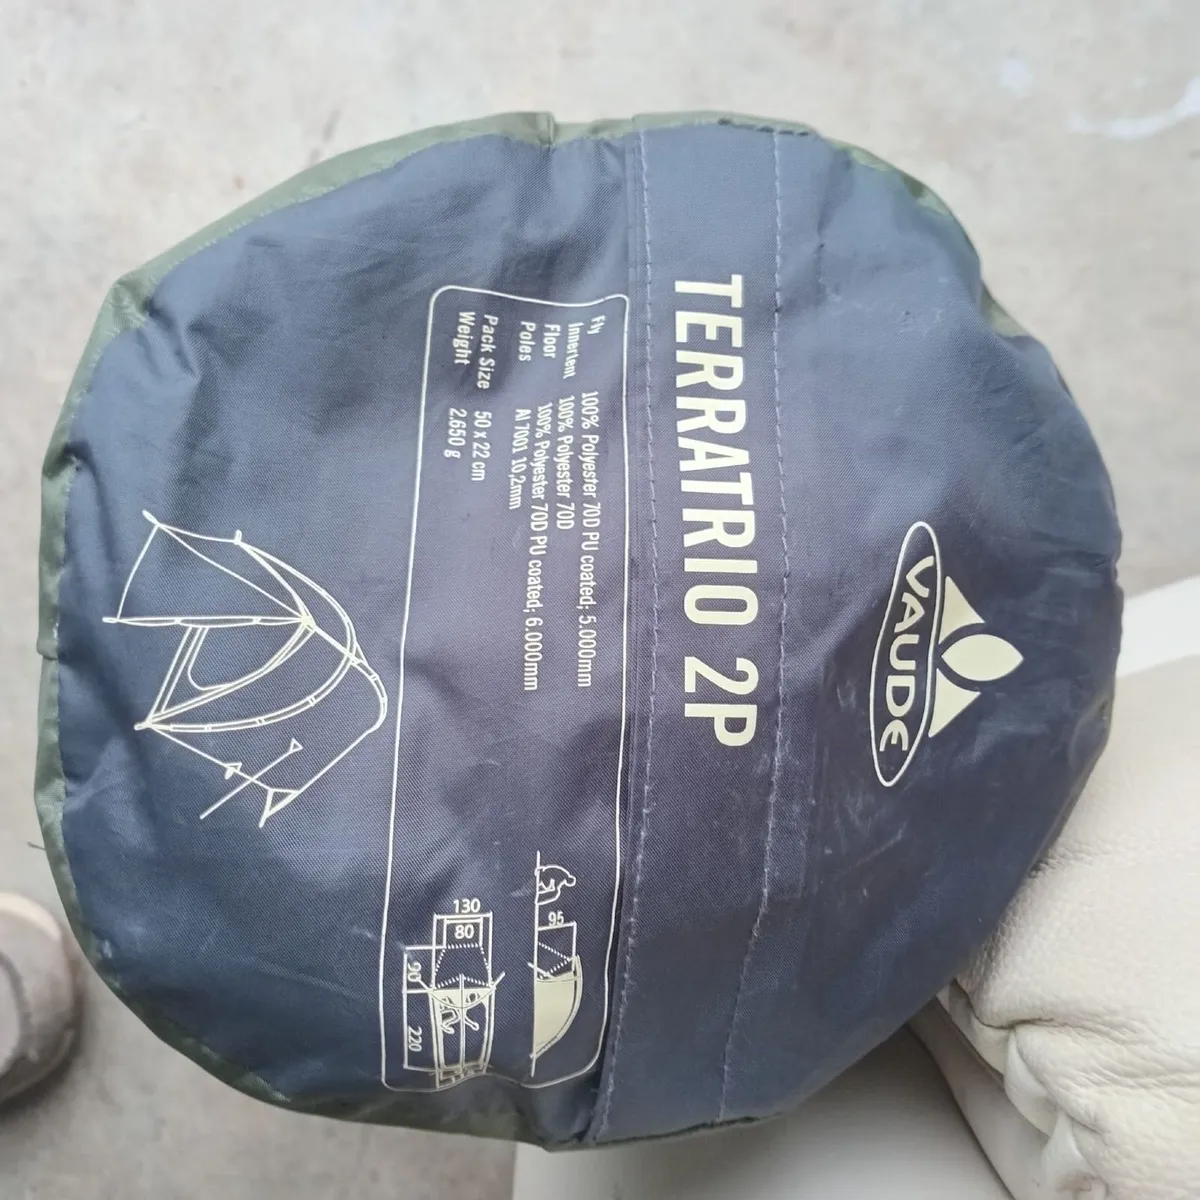 VAUDE
TERRATRIO 2P
Fly 100% Polyester 70D PU coated; 5.000mm
Innertent 100% Polyester 70D
Floor 100% Polyester 70D PU coated; 6.000mm
Poles Al 7001 10,2mm
Pack Size 50 x 22 cm
Weight 2.650 g
95
130
80
90
220